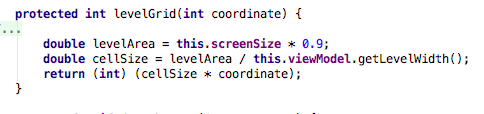 protected int levelGrid(int coordinate) {
...
double levelArea = this.screenSize * 0.9;
double cellSize = levelArea / this.viewModel.getLevelWidth();
return (int) (cellSize * coordinate);
}